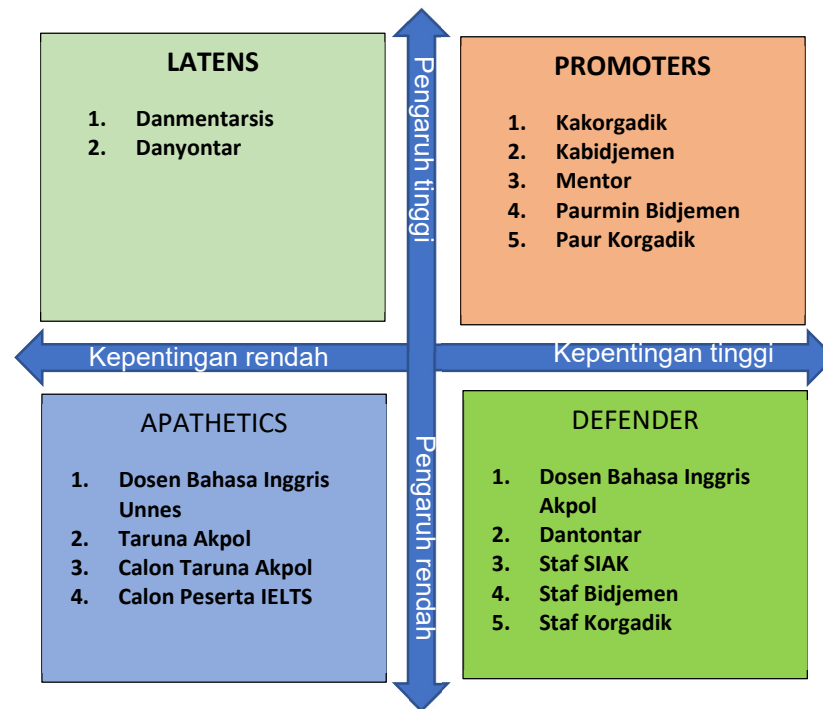 LATENS
1. Danmentarsis
2. Danyontar
Pengaruh tinggi
PROMOTERS
1. Kakorgadik
2. Kabidjemen
3. Mentor
4. Paurmin Bidjemen
5. Paur Korgadik
Kepentingan rendah
Kepentingan tinggi
APATHETICS
1. Dosen Bahasa Inggris
Unnes
2. Taruna Akpol
3. Calon Taruna Akpol
4. Calon Peserta IELTS
Pengaruh rendah
DEFENDER
1. Dosen Bahasa Inggris
Akpol
2. Dantontar
3. Staf SIAK
4. Staf Bidjemen
5. Staf Korgadik